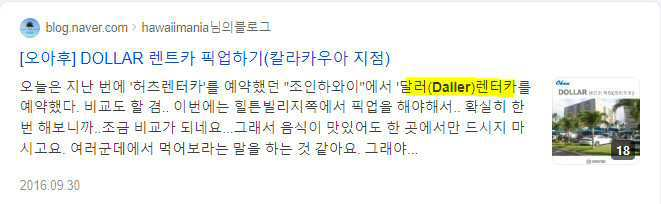 blog.naver.com › hawaiimania님의블로그
[오아후] DOLLAR 렌트카 픽업하기(칼라카우아 지점)
오늘은 지난 번에 '허츠렌터카'를 예약했던 "조인하와이"에서 '달러(Daller)렌터카를
예약했다. 비교도 할 겸.. 이번에는 힐튼빌리지쪽에서 픽업을 해야해서.. 확실히 한
번 해보니까..조금 비교가 되네요...그래서 음식이 맛있어도 한 곳에서만 드시지 마
시고요. 여러군데에서 먹어보라는 말을 하는 것 같아요. 그래야...
2016.09.30
DOLLAR
18